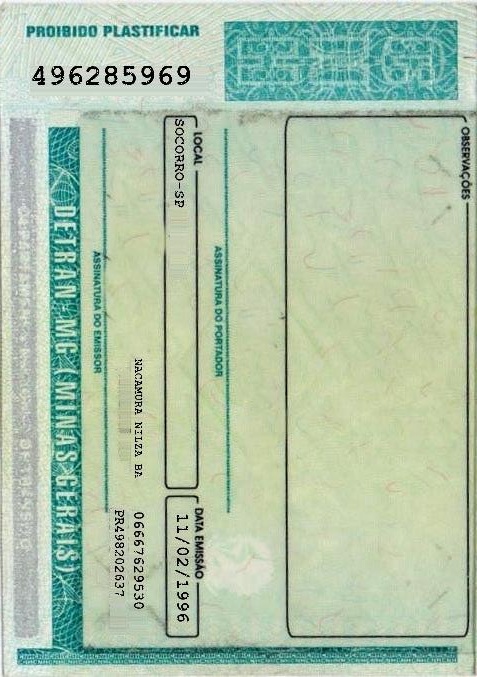 PROIBIDO PLASTIFICAR
496285969
OBSERVAÇÕES
ASSINATURA DO PORTADOR
LOCAL
SOCORRO-SP
DATA EMISSÃO
11/02/1996
NACAMURA NILZA BA
06667629530
PR498202637
ASSINATURA DO EMISSOR
DETRAN-MG (MINAS GERAIS)